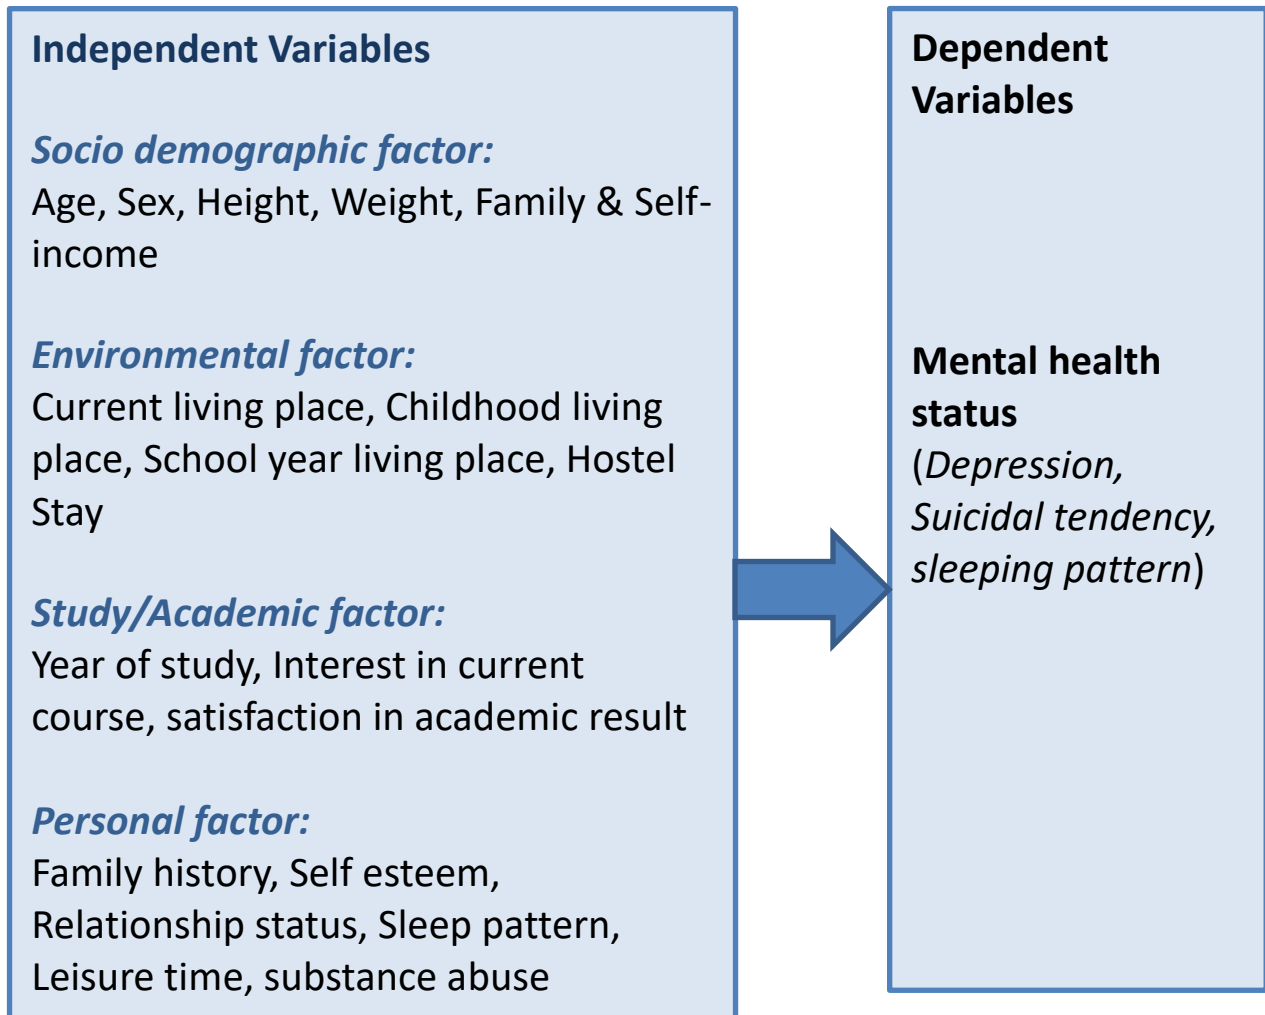 Independent Variables
Socio demographic factor:
Age, Sex, Height, Weight, Family & Self-
income
Environmental factor:
Current living place, Childhood living
place, School year living place, Hostel
Stay
Study/Academic factor:
Year of study, Interest in current
course, satisfaction in academic result
Personal factor:
Family history, Self esteem,
Relationship status, Sleep pattern,
Leisure time, substance abuse
Dependent
Variables
Mental health
status
(Depression,
Suicidal tendency,
sleeping pattern)